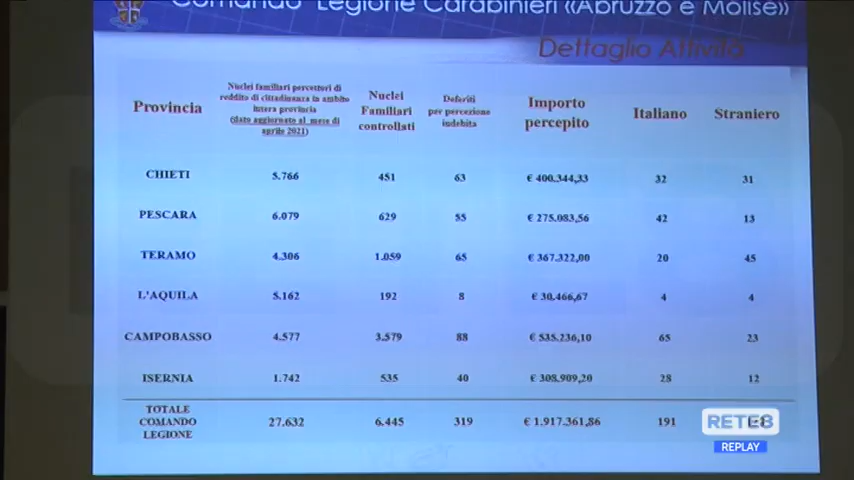 Comando Legione Carabinieri «Abruzzo e Molise»
Dettaglio Attività
Provincia
Nuclei familiari percettori di
reddito di cittadinanza in ambito
intera provincia
(dato aggiornato al mese di
aprile 2021)
Nuclei
Familiari
controllati
Deferiti
per percezione
indebita
Importo
percepito
Italiano
Straniero
CHIETI 5.766 451 63 € 400.344,33 32 31
PESCARA 6.079 629 55 € 275.083,56 42 13
TERAMO 4.306 1.059 65 € 367.322,00 20 45
L'AQUILA 5.162 192 8 € 30.466,67 4 4
CAMPOBASSO 4.577 3.579 88 € 535.236,10 65 23
ISERNIA 1.742 535 40 € 308.909,20 28 12
TOTALE
COMANDO
LEGIONE
27.632 6.445 319 € 1.917.361,86 191
RETE8
REPLAY